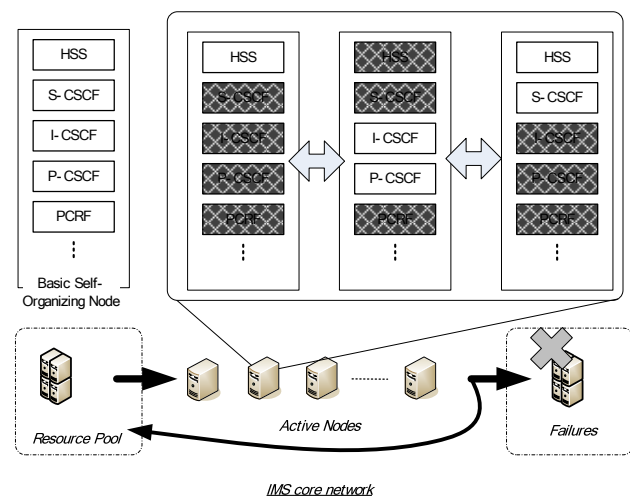 HSS
S-CSCF
I-CSCF
P-CSCF
PCRF
Basic Self-
Organizing Node
HSS
S-CSCF
I-CSCF
P-CSCF
PCRF
HSS
S-CSCF
I-CSCF
P-CSCF
PCRF
HSS
S-CSCF
I-CSCF
P-CSCF
PCRF
Resource Pool
Active Nodes
Failures
IMS core network